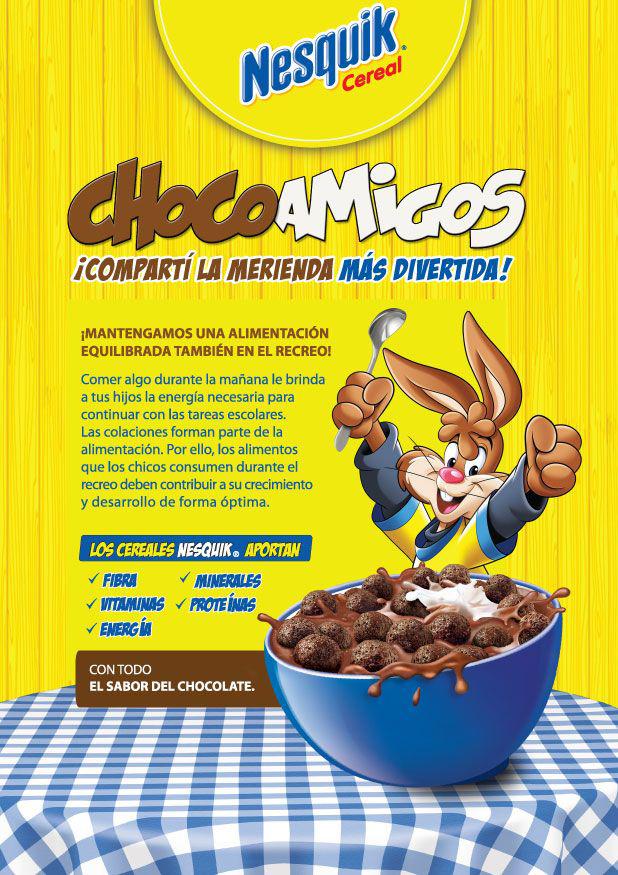 Nesquik®
Cereal
CHOCOAMiGOS
¡COMPARTÍ LA MERIENDA MÁS DIVERTIDA!
¡MANTENGAMOS UNA ALIMENTACIÓN
EQUILIBRADA TAMBIÉN EN EL RECREO!
Comer algo durante la mañana le brinda
a tus hijos la energía necesaria para
continuar con las tareas escolares.
Las colaciones forman parte de la
alimentación. Por ello, los alimentos
que los chicos consumen durante el
recreo deben contribuir a su crecimiento
y desarrollo de forma óptima.
LOS CEREALES NESQUIK® APORTAN
✓ FIBRA ✓ MINERALES
✓ VITAMINAS ✓ PROTEÍNAS
✓ ENERGÍA
CON TODO
EL SABOR DEL CHOCOLATE.